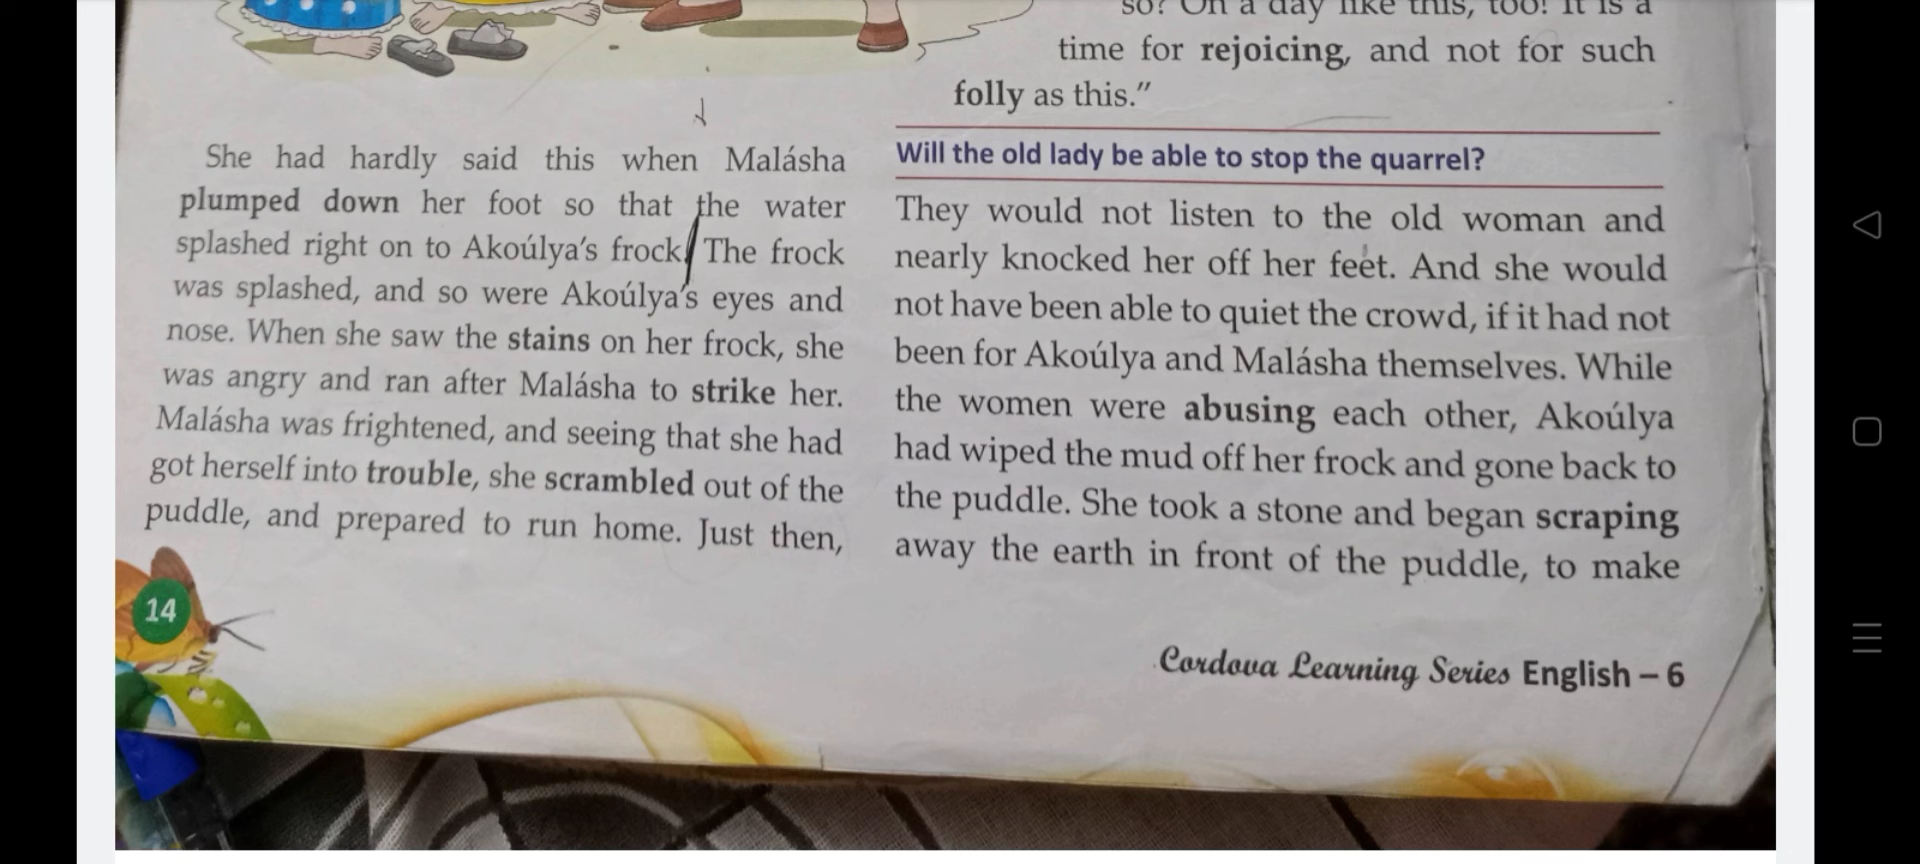 She had hardly said this when Malásha
plumped down her foot so that the water
splashed right on to Akoúlya's frock. The frock
was splashed, and so were Akoúlya's eyes and
nose. When she saw the stains on her frock, she
was angry and ran after Malásha to strike her.
Malásha was frightened, and seeing that she had
got herself into trouble, she scrambled out of the
puddle, and prepared to run home. Just then,
so? On a day like this, too! It is a
time for rejoicing, and not for such
folly as this."
Will the old lady be able to stop the quarrel?
They would not listen to the old woman and
nearly knocked her off her feet. And she would
not have been able to quiet the crowd, if it had not
been for Akoúlya and Malásha themselves. While
the women were abusing each other, Akoúlya
had wiped the mud off her frock and gone back to
the puddle. She took a stone and began scraping
away the earth in front of the puddle, to make
14
Cordova Learning Series English – 6